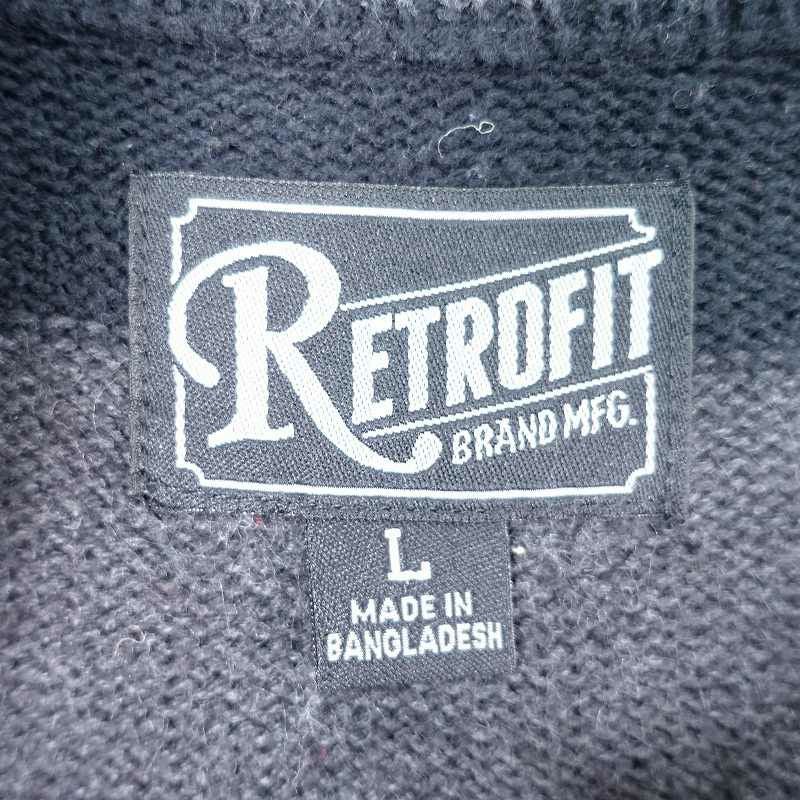 RETROFIT
BRAND MFG.
L
MADE IN
BANGLADESH